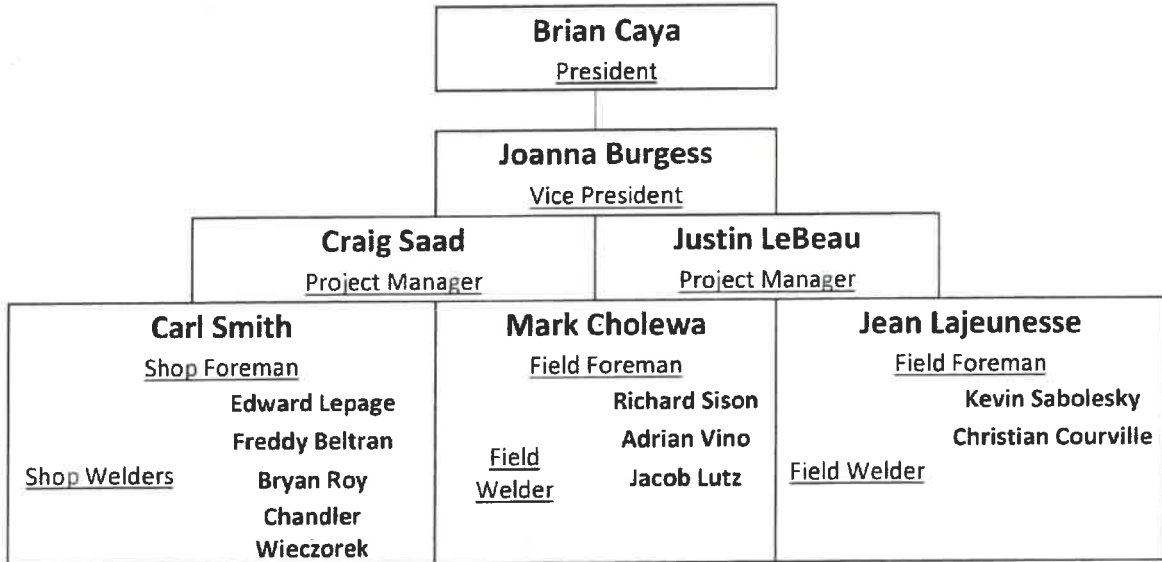 Brian Caya
President
Joanna Burgess
Vice President
Craig Saad
Project Manager
Justin LeBeau
Project Manager
Carl Smith
Shop Foreman
Shop Welders
Edward Lepage
Freddy Beltran
Bryan Roy
Chandler
Wieczorek
Mark Cholewa
Field Foreman
Field
Welder
Richard Sison
Adrian Vino
Jacob Lutz
Jean Lajeunesse
Field Foreman
Field Welder
Kevin Sabolesky
Christian Courville